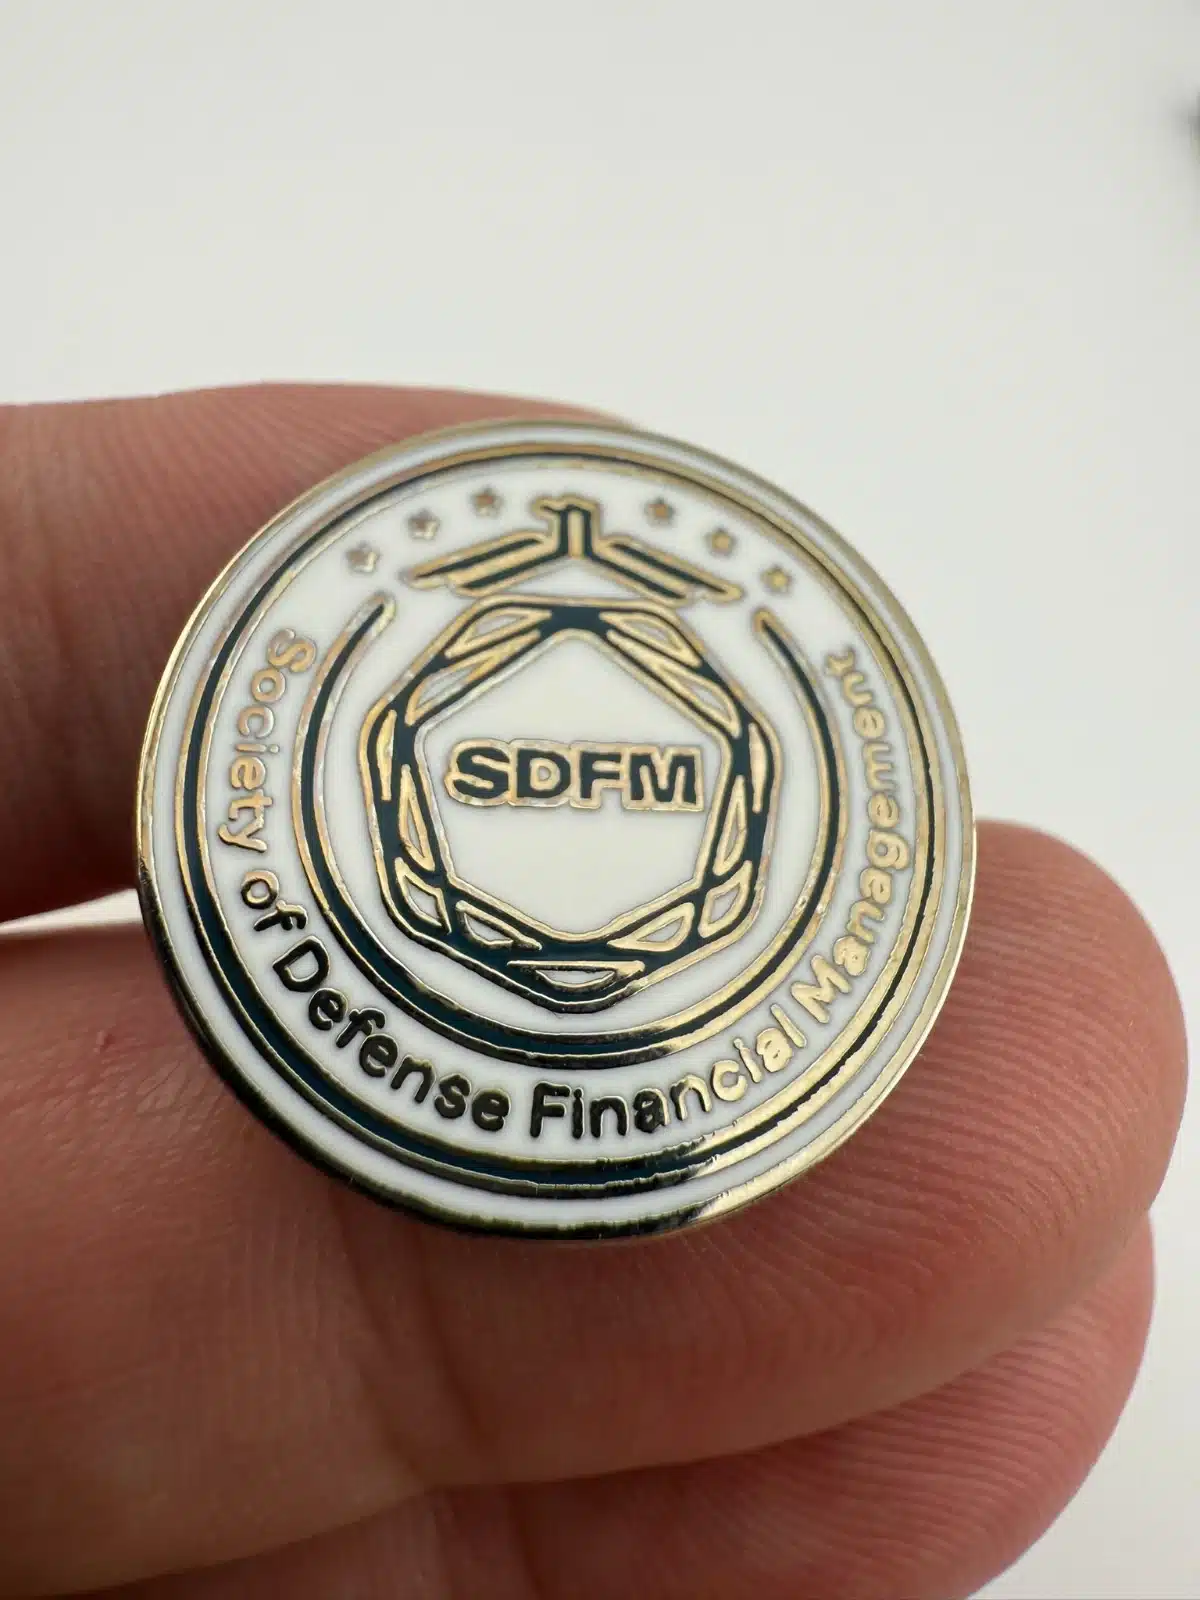 SDFM
Society of Defense Financial Management